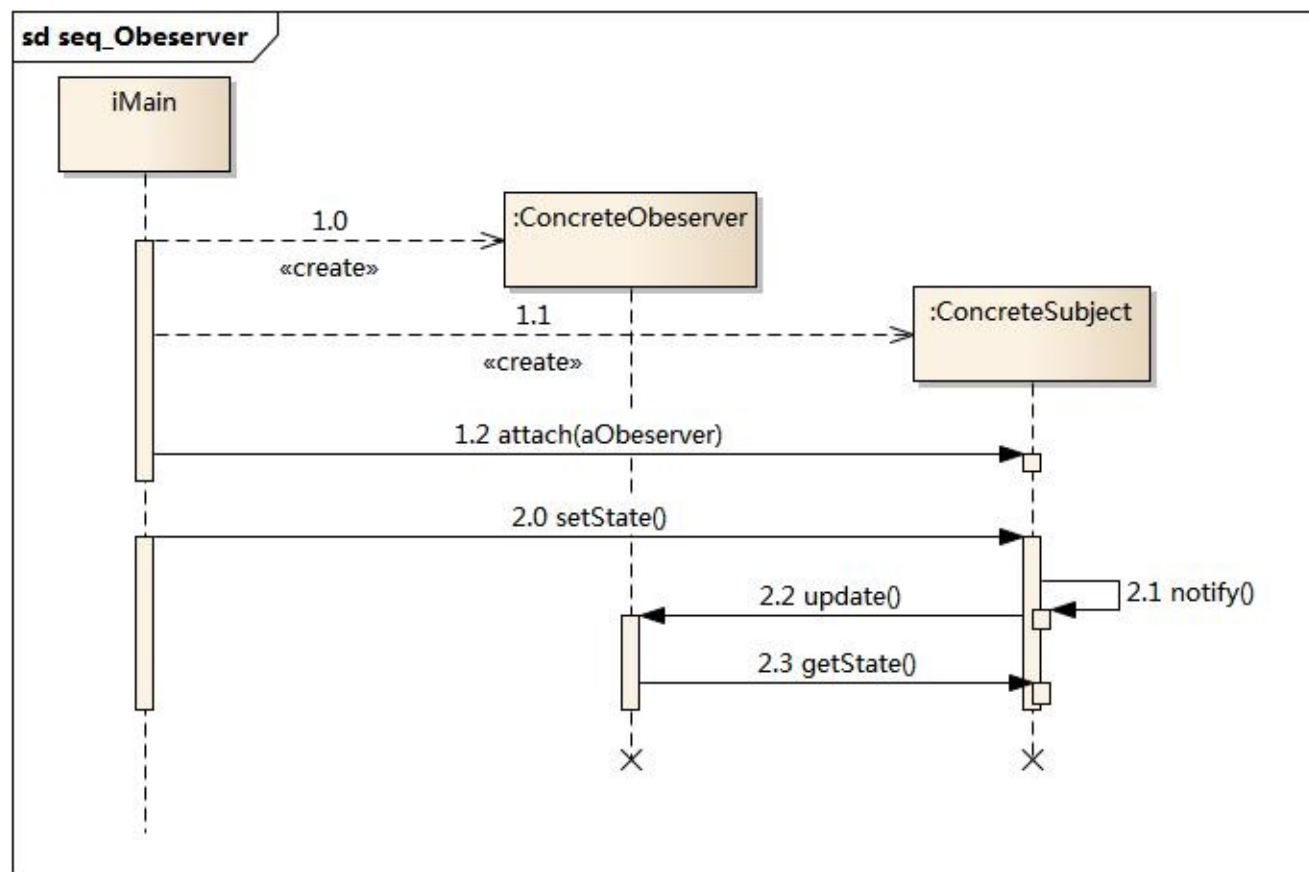 sd seq_Obeserver
iMain
1.0
«create»
:ConcreteObeserver
1.1
«create»
:ConcreteSubject
1.2 attach(aObeserver)
2.0 setState()
2.1 notify()
2.2 update()
2.3 getState()